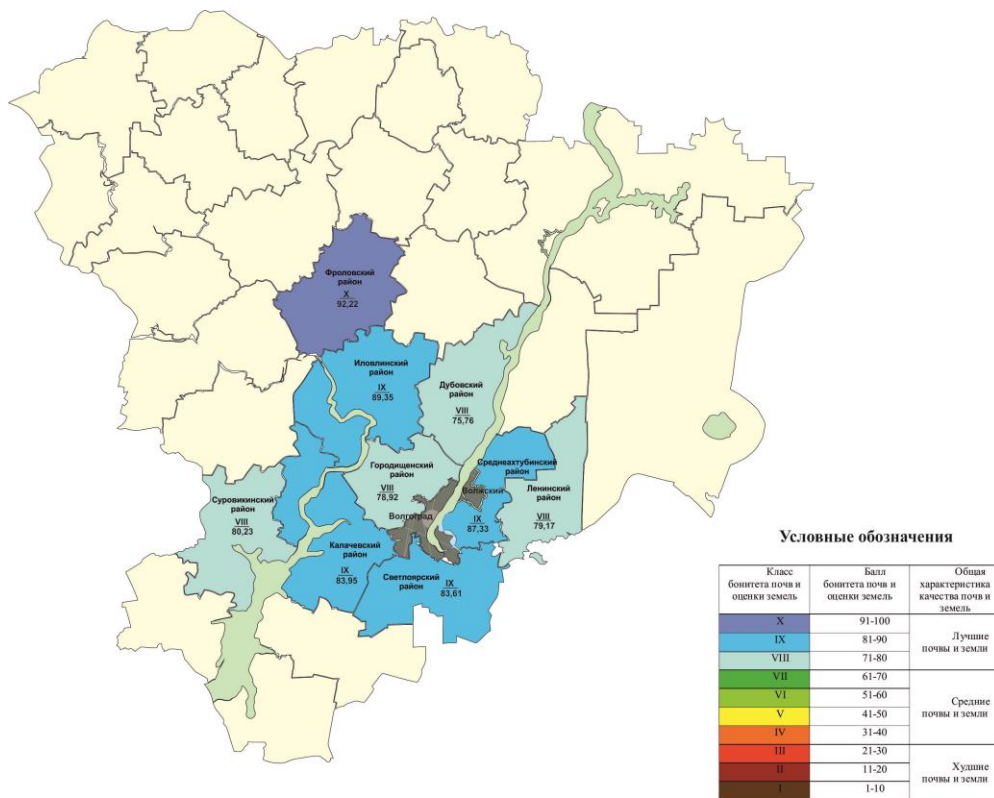 Фроловский
район
X
92,22
Иловлинский
район
IX
89,35
Дубовский
район
VIII
75,76
Городищенский
район
VIII
78,92
Среднеахтубинский
район
Волжский
IX
87,33
Ленинский
район
VIII
79,17
Суровикинский
район
VIII
80,23
Волгоград
Калачевский
район
IX
83,95
Светлоярский
район
IX
83,61
Условные обозначения
Класс
бонитета почв и
оценки земель
Балл
бонитета почв и
оценки земель
Общая
характеристика
качества почв и
земель
X 91-100
IX 81-90
VIII 71-80
Лучшие
почвы и земли
VII 61-70
VI 51-60
V 41-50
IV 31-40
Средние
почвы и земли
III 21-30
II 11-20
I 1-10
Худшие
почвы и земли